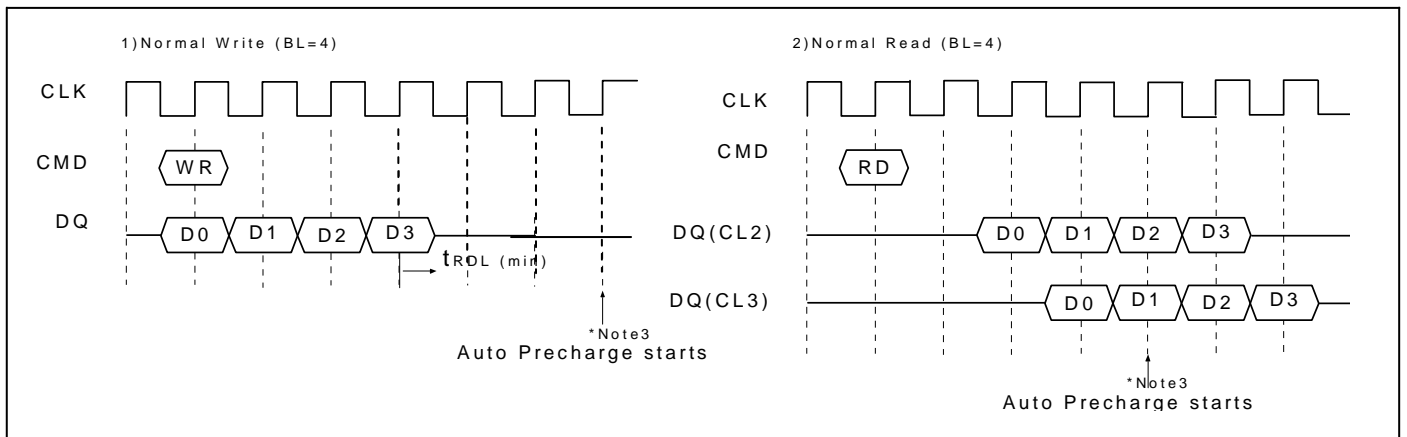 1)Normal Write (BL=4)
CLK
CMD
WR
DQ
D0 D1 D2 D3
tRDL (min)
*Note3
Auto Precharge starts
2)Normal Read (BL=4)
CLK
CMD
RD
DQ(CL2)
D0 D1 D2 D3
DQ(CL3)
D0 D1 D2 D3
*Note3
Auto Precharge starts